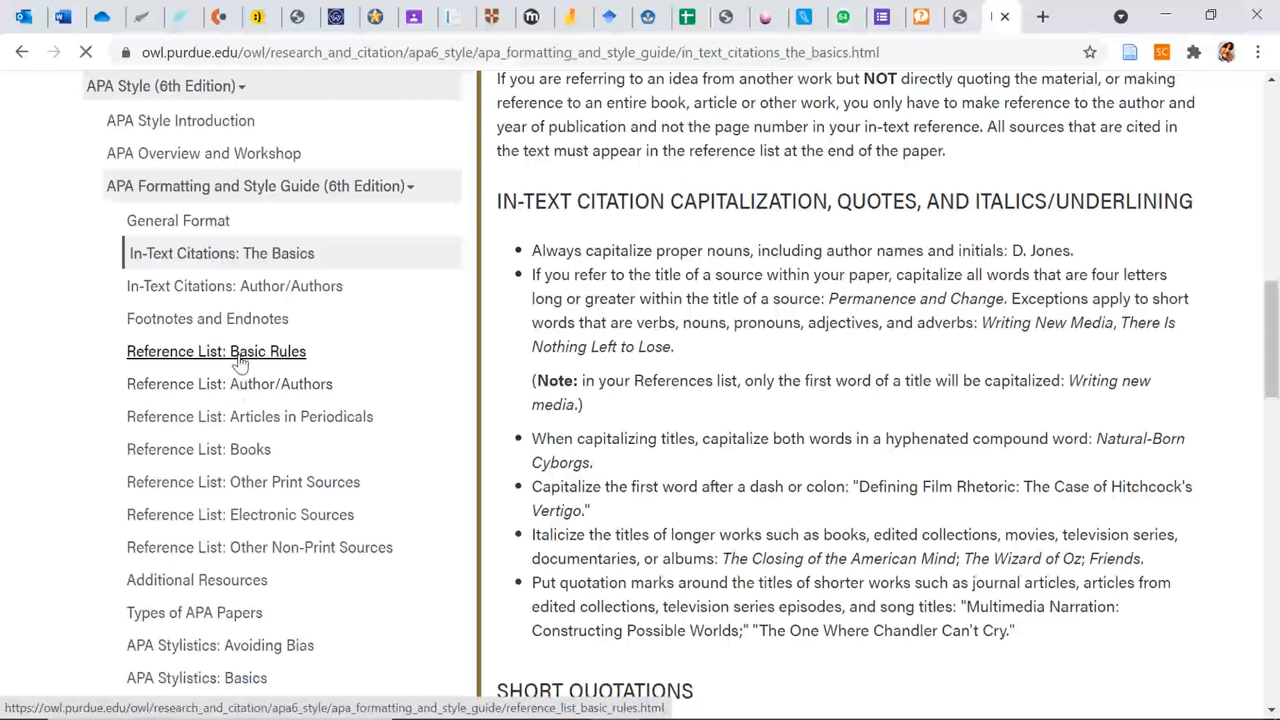 owl.purdue.edu/owl/research_and_citation/apa6_style/apa_formatting_and_style_guide/in_text_citations_the_basics.html
SC
APA Style (6th Edition)
APA Style Introduction
APA Overview and Workshop
APA Formatting and Style Guide (6th Edition)
General Format
In-Text Citations: The Basics
In-Text Citations: Author/Authors
Footnotes and Endnotes
Reference List: Basic Rules
Reference List: Author/Authors
Reference List: Articles in Periodicals
Reference List: Books
Reference List: Other Print Sources
Reference List: Electronic Sources
Reference List: Other Non-Print Sources
Additional Resources
Types of APA Papers
APA Stylistics: Avoiding Bias
APA Stylistics: Basics
If you are referring to an idea from another work but NOT directly quoting the material, or making
reference to an entire book, article or other work, you only have to make reference to the author and
year of publication and not the page number in your in-text reference. All sources that are cited in
the text must appear in the reference list at the end of the paper.
IN-TEXT CITATION CAPITALIZATION, QUOTES, AND ITALICS/UNDERLINING
• Always capitalize proper nouns, including author names and initials: D. Jones.
• If you refer to the title of a source within your paper, capitalize all words that are four letters
long or greater within the title of a source: Permanence and Change. Exceptions apply to short
words that are verbs, nouns, pronouns, adjectives, and adverbs: Writing New Media, There Is
Nothing Left to Lose.
(Note: in your References list, only the first word of a title will be capitalized: Writing new
media.)
• When capitalizing titles, capitalize both words in a hyphenated compound word: Natural-Born
Cyborgs.
• Capitalize the first word after a dash or colon: "Defining Film Rhetoric: The Case of Hitchcock's
Vertigo."
• Italicize the titles of longer works such as books, edited collections, movies, television series,
documentaries, or albums: The Closing of the American Mind; The Wizard of Oz; Friends.
• Put quotation marks around the titles of shorter works such as journal articles, articles from
edited collections, television series episodes, and song titles: "Multimedia Narration:
Constructing Possible Worlds;" "The One Where Chandler Can't Cry."
SHORT QUOTATIONS
https://owl.purdue.edu/owl/research_and_citation/apa6_style/apa_formatting_and_style_guide/reference_list_basic_rules.html